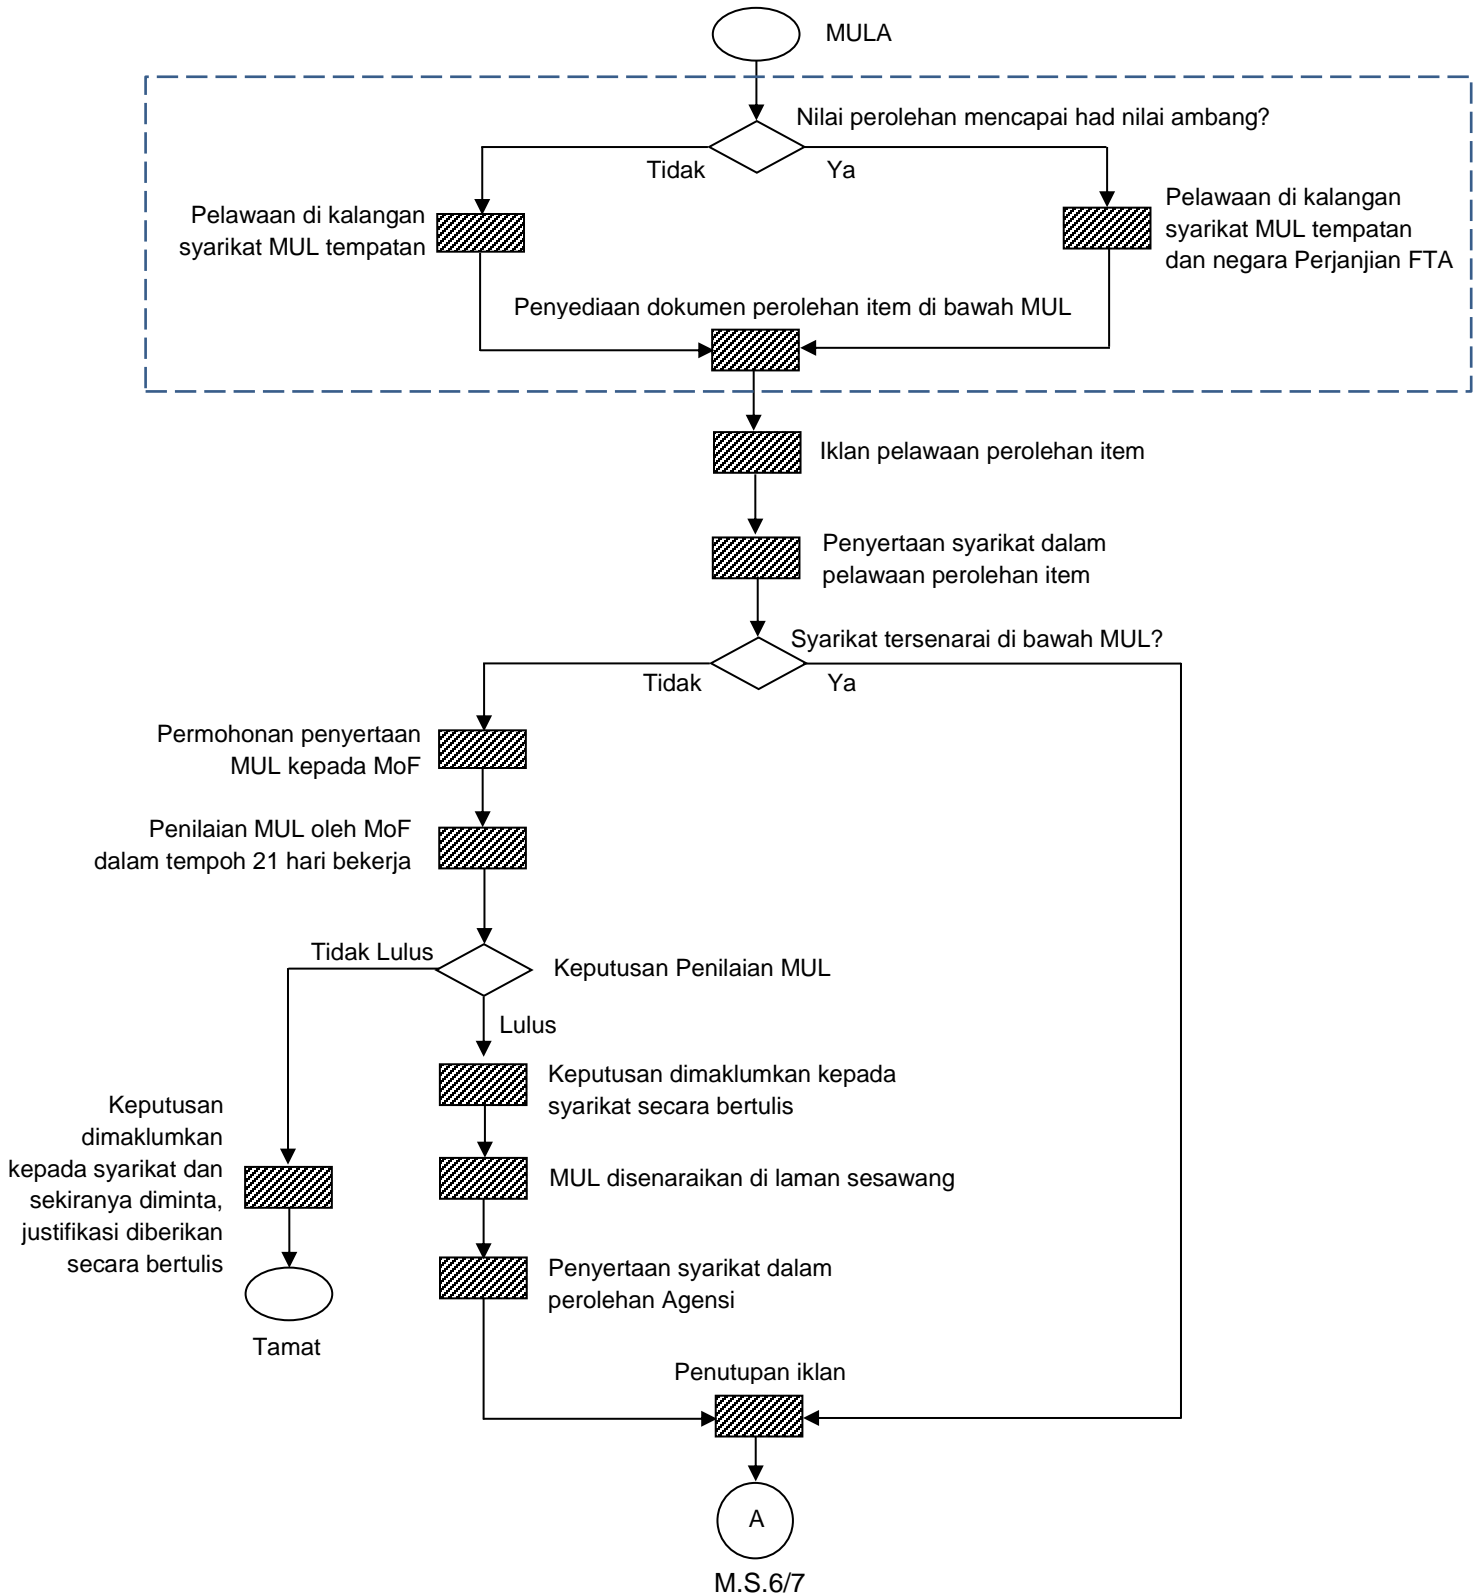 MULA
Nilai perolehan mencapai had nilai ambang?
Tidak
Ya
Pelawaan di kalangan
syarikat MUL tempatan
Pelawaan di kalangan
syarikat MUL tempatan
dan negara Perjanjian FTA
Penyediaan dokumen perolehan item di bawah MUL
Iklan pelawaan perolehan item
Penyertaan syarikat dalam
pelawaan perolehan item
Syarikat tersenarai di bawah MUL?
Tidak
Ya
Permohonan penyertaan
MUL kepada MoF
Penilaian MUL oleh MoF
dalam tempoh 21 hari bekerja
Tidak Lulus
Keputusan Penilaian MUL
Lulus
Keputusan dimaklumkan kepada
syarikat secara bertulis
Keputusan
dimaklumkan
kepada syarikat dan
sekiranya diminta,
justifikasi diberikan
secara bertulis
MUL disenaraikan di laman sesawang
Penyertaan syarikat dalam
perolehan Agensi
Tamat
Penutupan iklan
A
M.S.6/7